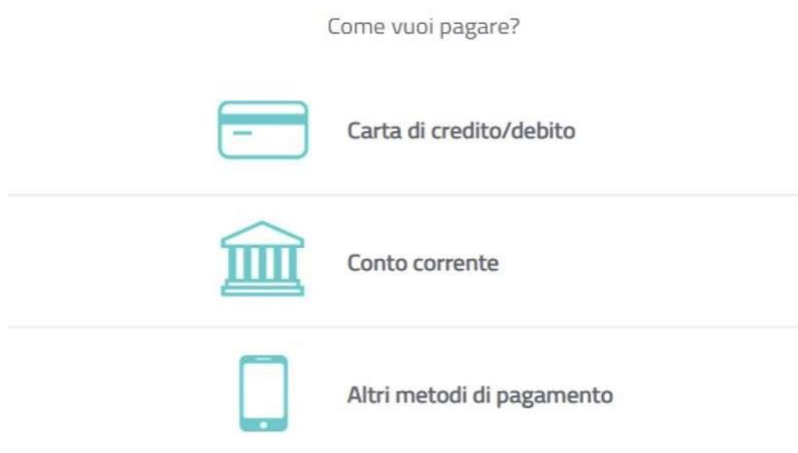 Come vuoi pagare?
Carta di credito/debito
Conto corrente
Altri metodi di pagamento